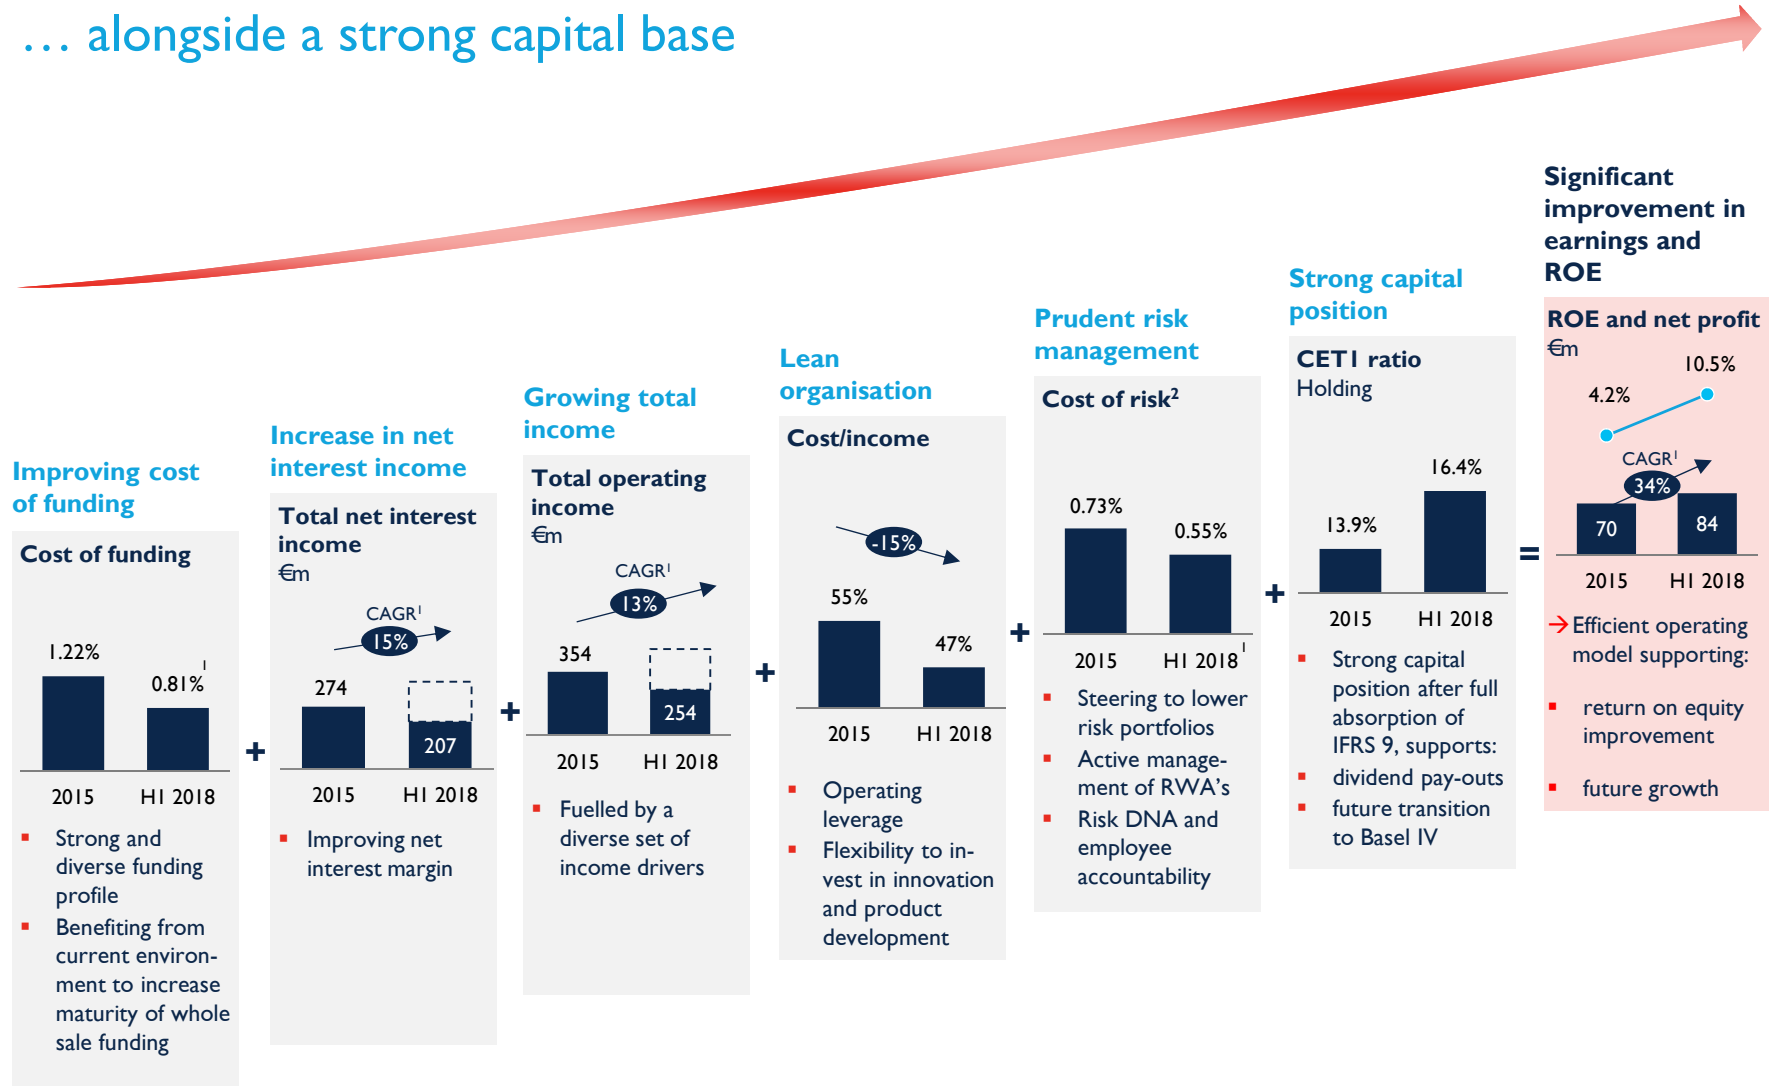 … alongside a strong capital base
Improving cost
of funding
Cost of funding
1.22%
0.81%
1
2015
H1 2018
▪ Strong and
diverse funding
profile
▪ Benefiting from
current environ-
ment to increase
maturity of whole
sale funding
+
Increase in net
interest income
Total net interest
income
€m
CAGR1
15%
274
207
2015
H1 2018
▪ Improving net
interest margin
+
Growing total
income
Total operating
income
€m
CAGR1
13%
354
254
2015
H1 2018
▪ Fuelled by a
diverse set of
income drivers
+
Lean
organisation
Cost/income
-15%
55%
47%
2015
H1 2018
▪ Operating
leverage
▪ Flexibility to in-
vest in innovation
and product
development
+
Prudent risk
management
Cost of risk2
0.73%
0.55%
2015
H1 20181
▪ Steering to lower
risk portfolios
▪ Active manage-
ment of RWA's
▪ Risk DNA and
employee
accountability
+
Strong capital
position
CET1 ratio
Holding
13.9%
16.4%
2015
H1 2018
▪ Strong capital
position after full
absorption of
IFRS 9, supports:
▪ dividend pay-outs
▪ future transition
to Basel IV
=
Significant
improvement in
earnings and
ROE
ROE and net profit
€m
10.5%
4.2%
CAGR1
34%
70
84
2015
H1 2018
→ Efficient operating
model supporting:
▪ return on equity
improvement
▪ future growth